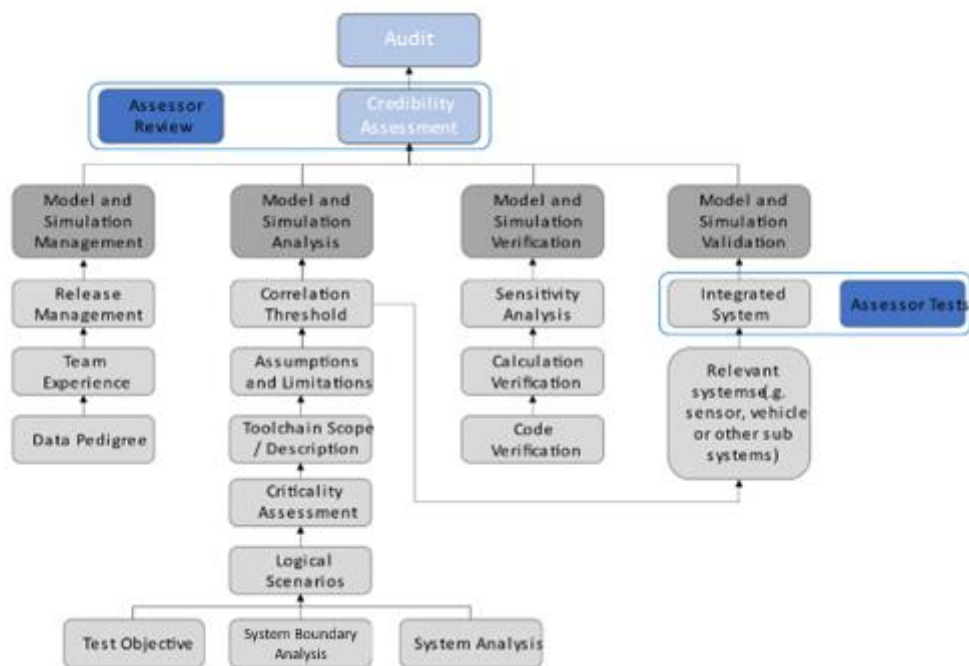 Audit
Assessor
Review
Credibility
Assessment
Model and
Simulation
Management
Model and
Simulation
Analysis
Model and
Simulation
Verification
Model and
Simulation
Validation
Release
Management
Correlation
Threshold
Sensitivity
Analysis
Integrated
System
Assessor Tests
Team
Experience
Assumptions
and Limitations
Calculation
Verification
Relevant
systemse(.g.
sensor, vehicle
or other sub
systems)
Data Pedigree
Toolchain Scope
/ Description
Code
Verification
Criticality
Assessment
Logical
Scenarios
Test Objective
System Boundary
Analysis
System Analysis